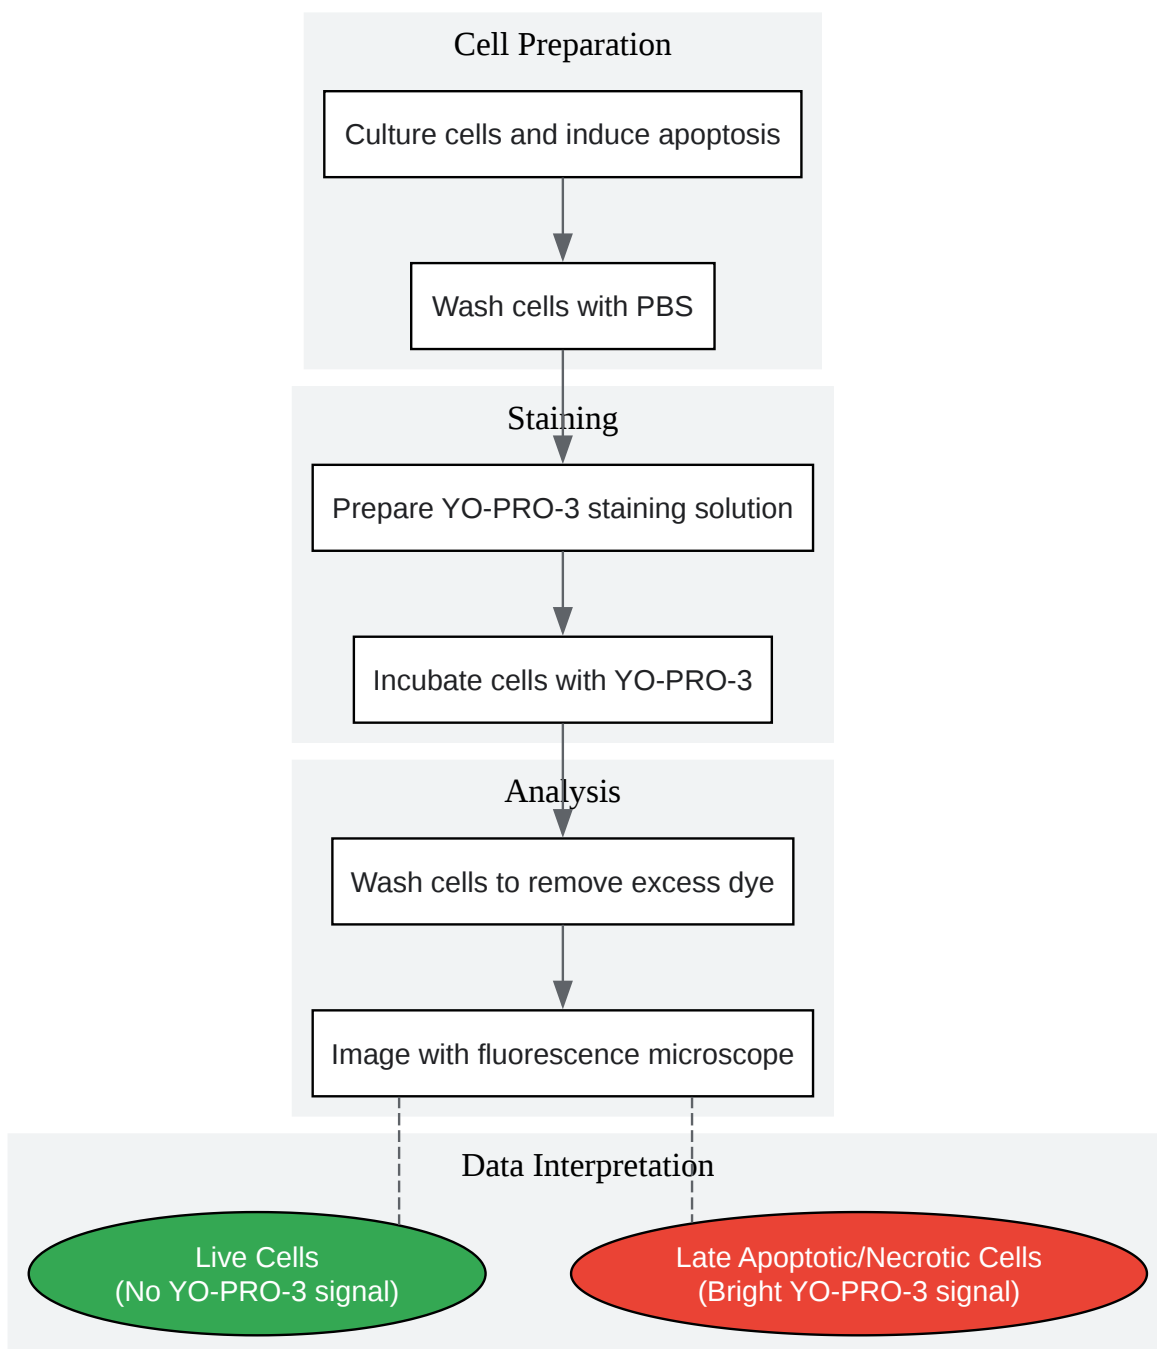 Cell Preparation
Culture cells and induce apoptosis
Wash cells with PBS
Staining
Prepare YO-PRO-3 staining solution
Incubate cells with YO-PRO-3
Analysis
Wash cells to remove excess dye
Image with fluorescence microscope
Data Interpretation
Live Cells
(No YO-PRO-3 signal)
Late Apoptotic/Necrotic Cells
(Bright YO-PRO-3 signal)